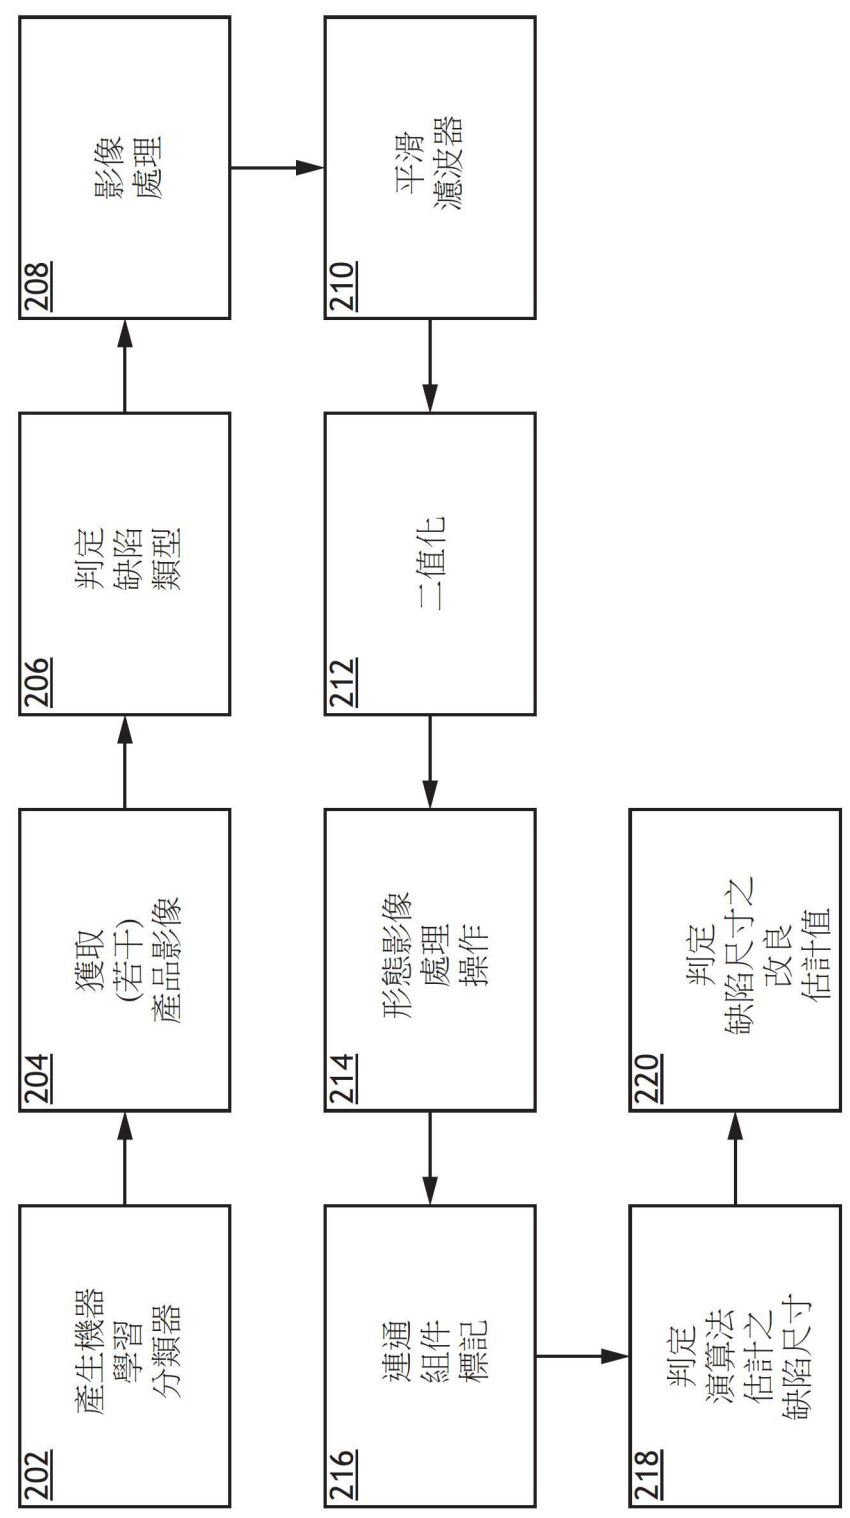 202
產生機器
學習
分類器
204
獲取
(若干)
產品影像
206
判定
缺陷
類型
208
影像
處理
210
平滑
濾波器
212
二值化
214
形態影像
處理
操作
216
連通
組件
標記
218
判定
演算法
估計之
缺陷尺寸
220
判定
缺陷尺寸之
改良
估計值